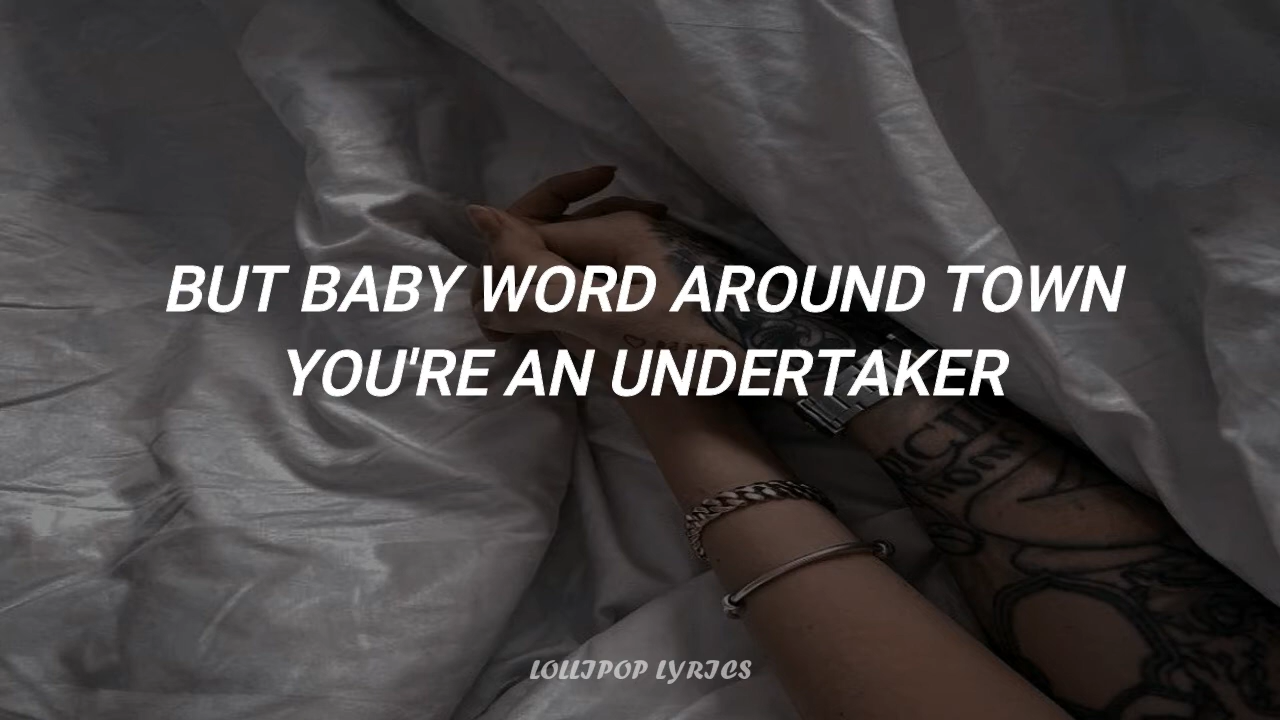 BUT BABY WORD AROUND TOWN
YOU'RE AN UNDERTAKER
LOLLIPOP LYRICS